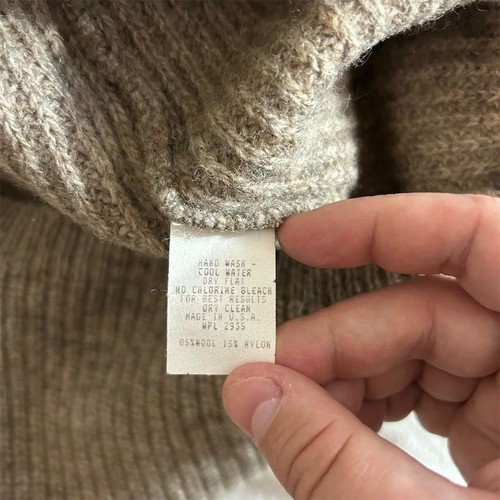 HAND WASH -
COOL WATER
DRY FLAT
NO CHLORINE BLEACH
FOR BEST RESULTS
DRY CLEAN
MADE IN U.S.A.
WPL 2955
85%WOOL 15% NYLON